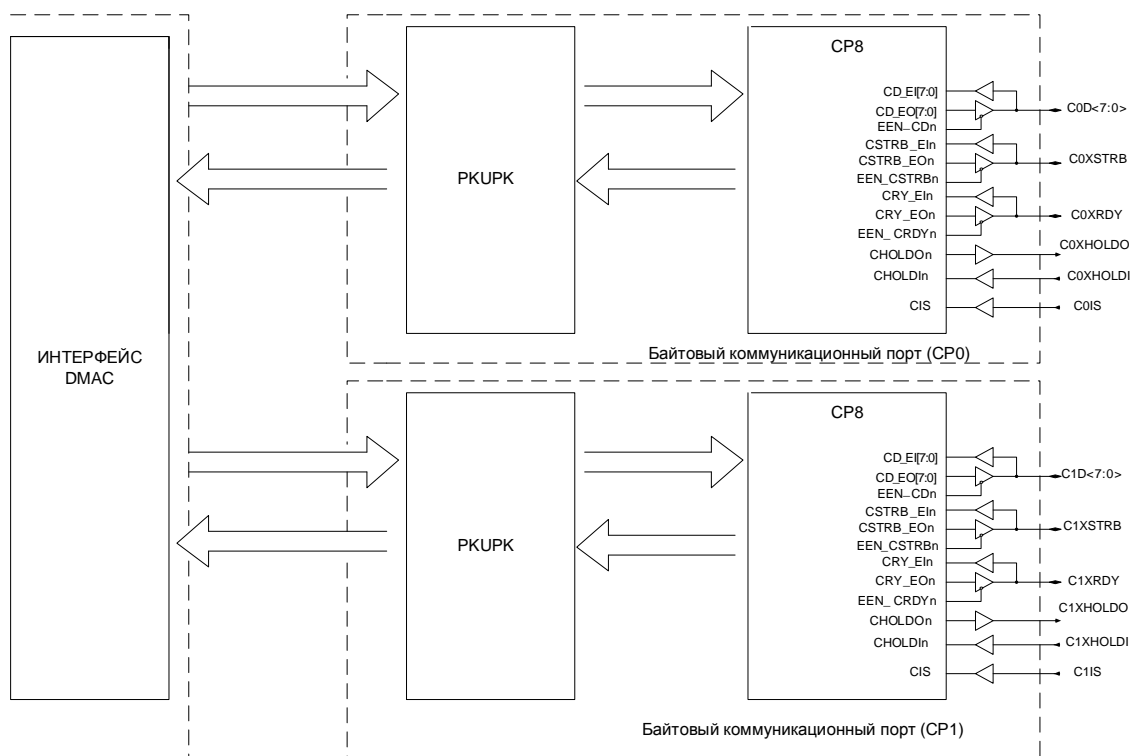 CP8
CD_EI[7:0]
CD_EO[7:0]
EEN_CDn
CSTRB_EIn
CSTRB_EOn
EEN_CSTRBn
CRY_EIn
CRY_EOn
EEN_CRDYn
CHOLDOn
CHOLDIn
CIS
C0D<7:0>
C0XSTRB
C0XRDY
C0XHOLDO
C0XHOLDI
C0IS
PKUPK
Байтовый коммуникационный порт (CP0)
ИНТЕРФЕЙС
DMAC
CP8
CD_EI[7:0]
CD_EO[7:0]
EEN_CDn
CSTRB_EIn
CSTRB_EOn
EEN_CSTRBn
CRY_EIn
CRY_EOn
EEN_CRDYn
CHOLDOn
CHOLDIn
CIS
C1D<7:0>
C1XSTRB
C1XRDY
C1XHOLDO
C1XHOLDI
C1IS
PKUPK
Байтовый коммуникационный порт (CP1)